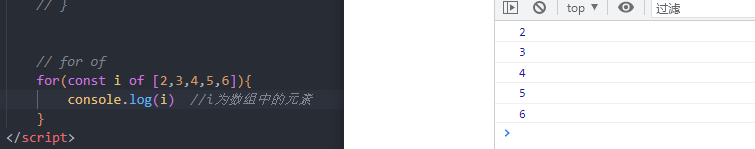 // }
// for of
for(const i of [2,3,4,5,6]){
console.log(i)  //i为数组中的元素
}
</script>
top ▼
过滤
2
3
4
5
6
>